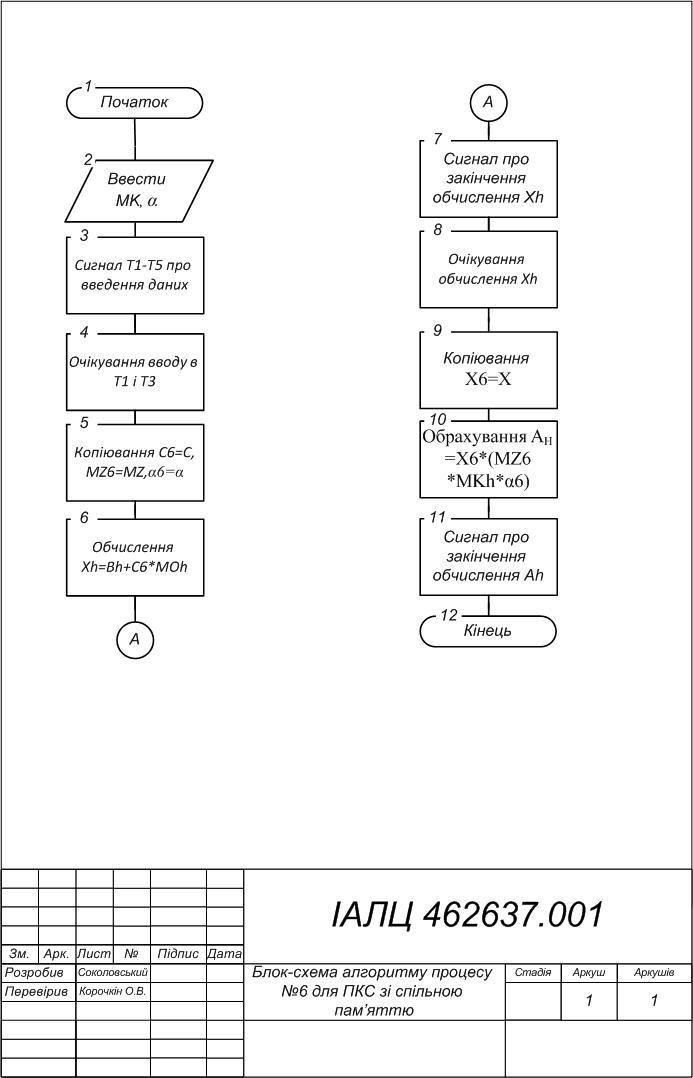 1
Початок
2
Ввести
МК, α
3
Сигнал Т1-Т5 про
введення даних
4
Очікування вводу в
Т1 і Т3
5
Копіювання С6=С,
MZ6=MZ,α6=α
6
Обчислення
Xh=Bh+C6*MOh
А
А
7
Сигнал про
закінчення
обчислення Xh
8
Очікування
обчислення Xh
9
Копіювання
Х6=Х
10
Обрахування АН
=X6*(MZ6
*MKh*α6)
11
Сигнал про
закінчення
обчислення Ah
12
Кінець
ІАЛЦ 462637.001
Зм. Арк. Лист № Підпис Дата
Розробив Соколовський
Перевірив Корочкін О.В.
Блок-схема алгоритму процесу
№6 для ПКС зі спільною
пам’яттю
Стадія Аркуш Аркушів
1 1